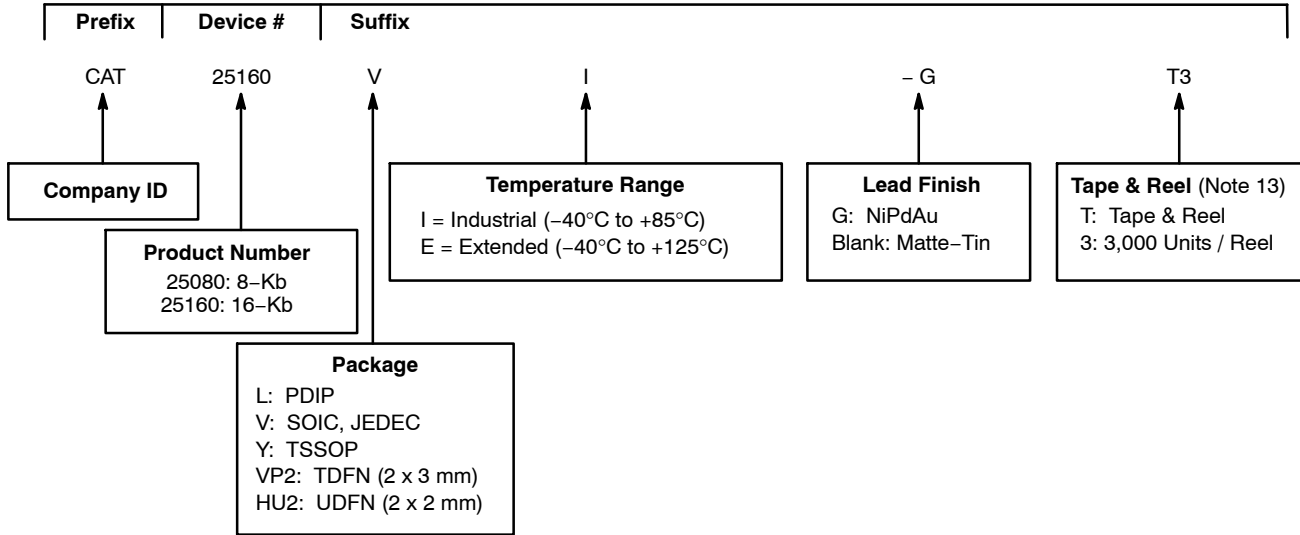 Prefix Device # Suffix
CAT 25160 V I – G T3
Company ID
Product Number
25080: 8–Kb
25160: 16–Kb
Package
L: PDIP
V: SOIC, JEDEC
Y: TSSOP
VP2: TDFN (2 x 3 mm)
HU2: UDFN (2 x 2 mm)
Temperature Range
I = Industrial (–40°C to +85°C)
E = Extended (–40°C to +125°C)
Lead Finish
G: NiPdAu
Blank: Matte–Tin
Tape & Reel (Note 13)
T: Tape & Reel
3: 3,000 Units / Reel